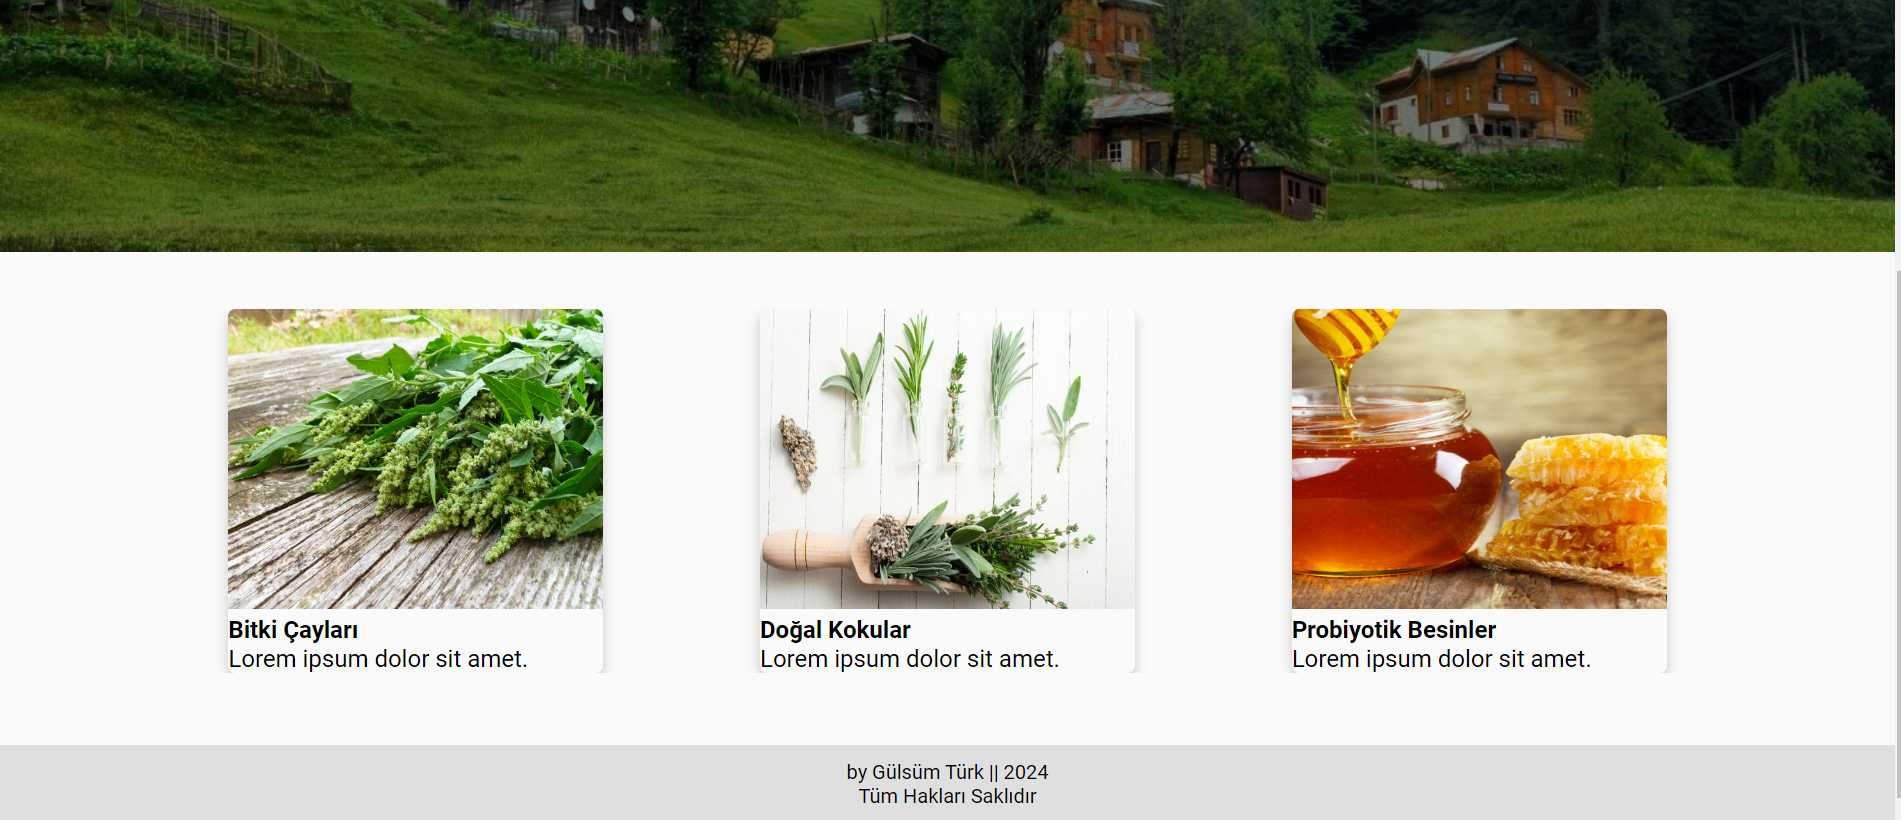 Bitki Çayları
Lorem ipsum dolor sit amet.
Doğal Kokular
Lorem ipsum dolor sit amet.
Probiyotik Besinler
Lorem ipsum dolor sit amet.
by Gülsüm Türk || 2024
Tüm Hakları Saklıdır